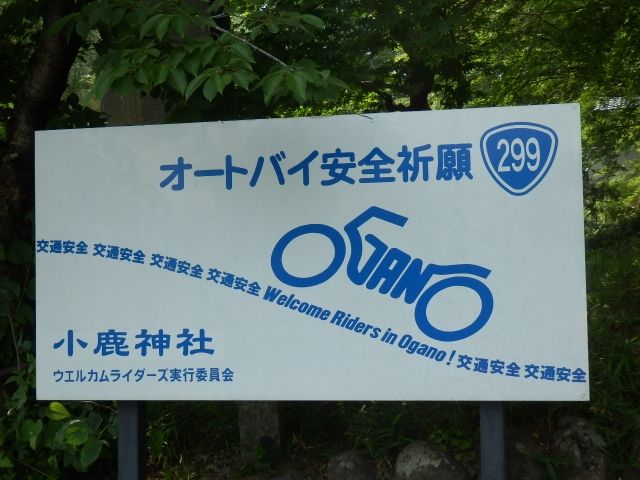 オートバイ安全祈願
299
OGANO
交通安全 交通安全 交通安全 交通安全 Welcome Riders in Ogano! 交通安全 交通安全
小鹿神社
ウエルカムライダーズ実行委員会